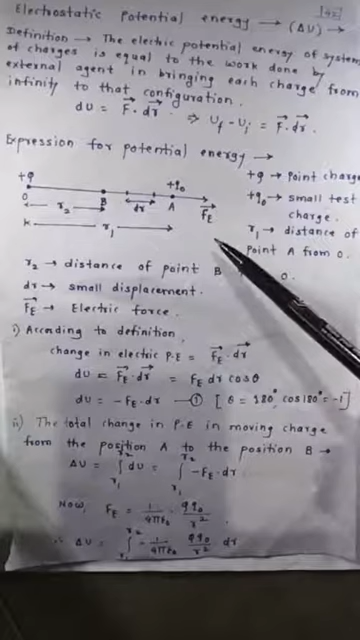 Electrostatic potential energy → (ΔU) →
Definition → The electric potential energy of system
of charges is equal to the work done by
external agent in bringing each charge from
infinity to that configuration.
dU = F⃗. dr⃗ ⇒ Uf - Ui = F⃗. dr⃗.
Expression for potential energy →
+q +q₀ +q → Point charge
O B dr A F⃗E +q₀ → small test
r₂ charge.
r₁ r₁ → distance of
Point A from O.
r₂ → distance of point B O.
dr → small displacement.
F⃗E → Electric force.
i) According to definition,
change in electric P.E = F⃗E . dr⃗
dU = F⃗E . dr⃗ = FE dr cosθ
dU = -FE . dr — ① [θ = 180°, cos180° = -1]
ii) The total change in P.E in moving charge
from the position A to the position B →
ΔU = ∫r₁^r₂ dU = ∫r₁^r₂ -FE . dr
Now, FE = 1/4πε₀ qq₀/r² .
∴ ΔU = ∫r₁^r₂ - 1/4πε₀ qq₀/r² dr